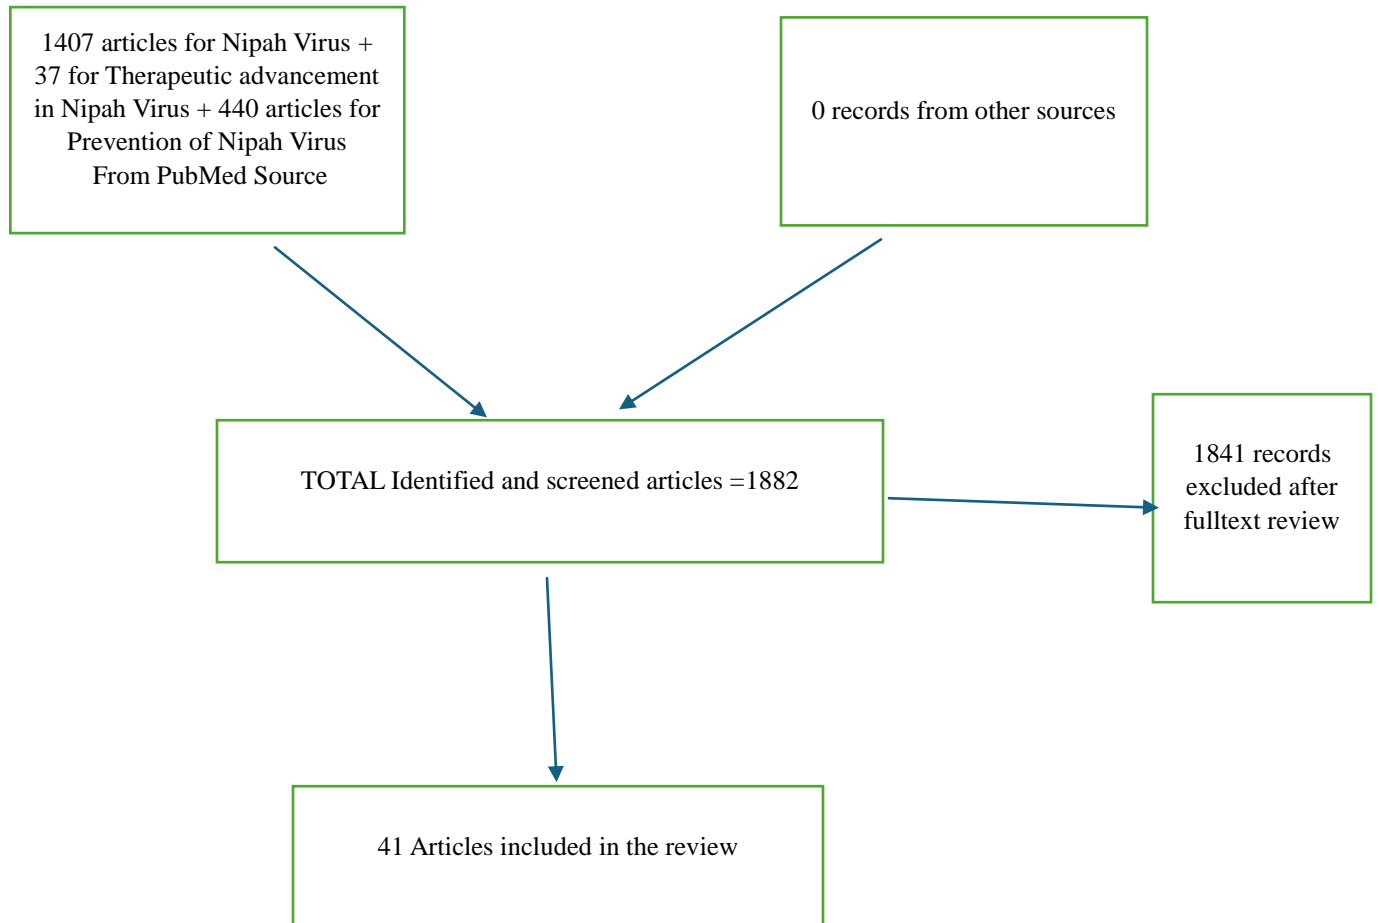 1407 articles for Nipah Virus +
37 for Therapeutic advancement
in Nipah Virus + 440 articles for
Prevention of Nipah Virus
From PubMed Source
0 records from other sources
TOTAL Identified and screened articles =1882
1841 records
excluded after
fulltext review
41 Articles included in the review